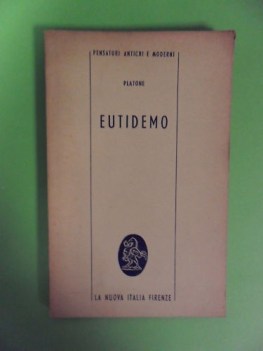 PENSATORI ANTICHI E MODERNI
PLATONE
EUTIDEMO
LA NUOVA ITALIA FIRENZE